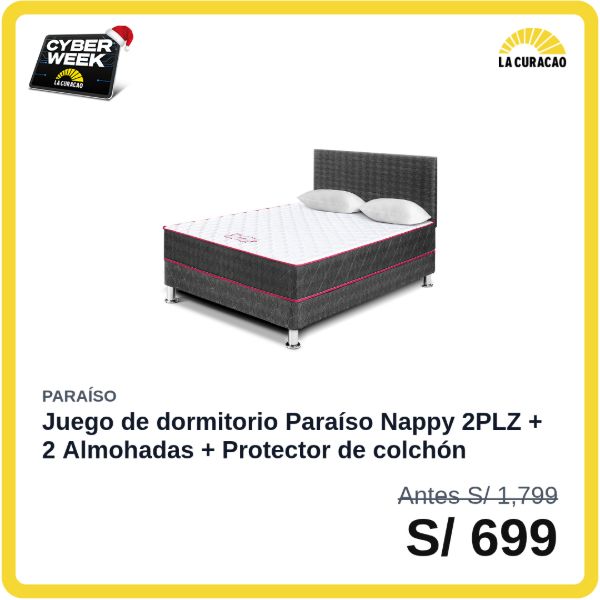 CYBER
WEEK
LA CURACAO
LA CURACAO
PARAÍSO
Juego de dormitorio Paraíso Nappy 2PLZ +
2 Almohadas + Protector de colchón
Antes S/ 1,799
S/ 699